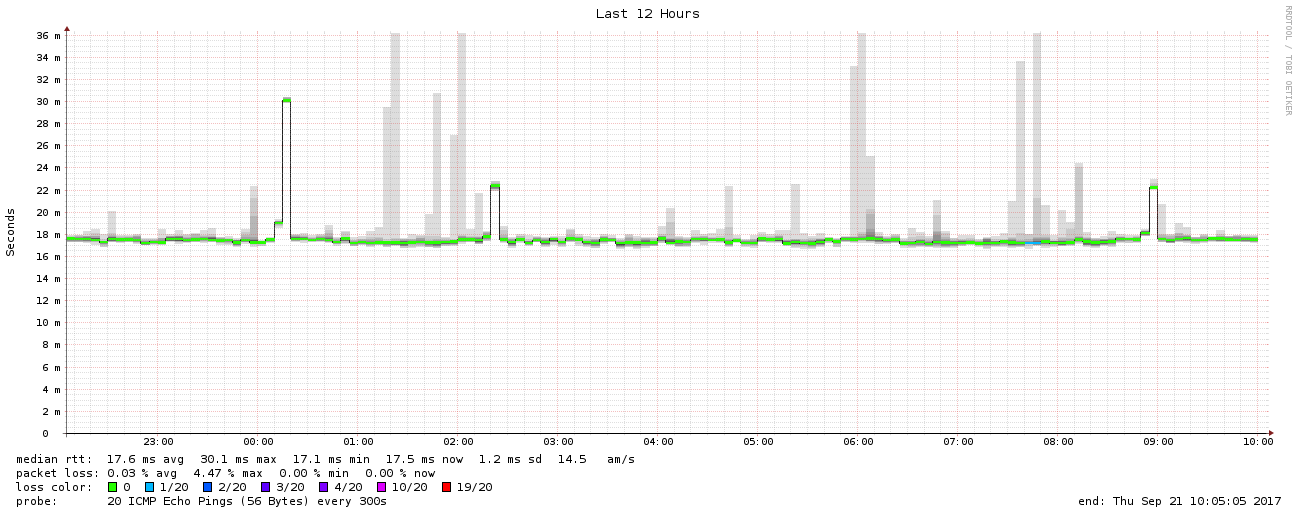 Last 12 Hours
RRDTOOL / TOBI OETIKER
Seconds
36 m
34 m
32 m
30 m
28 m
26 m
24 m
22 m
20 m
18 m
16 m
14 m
12 m
10 m
8 m
6 m
4 m
2 m
0
23:00 00:00 01:00 02:00 03:00 04:00 05:00 06:00 07:00 08:00 09:00 10:00
median rtt: 17.6 ms avg 30.1 ms max 17.1 ms min 17.5 ms now 1.2 ms sd 14.5 am/s
packet loss: 0.03 % avg 4.47 % max 0.00 % min 0.00 % now
loss color: 0 1/20 2/20 3/20 4/20 10/20 19/20
probe: 20 ICMP Echo Pings (56 Bytes) every 300s end: Thu Sep 21 10:05:05 2017